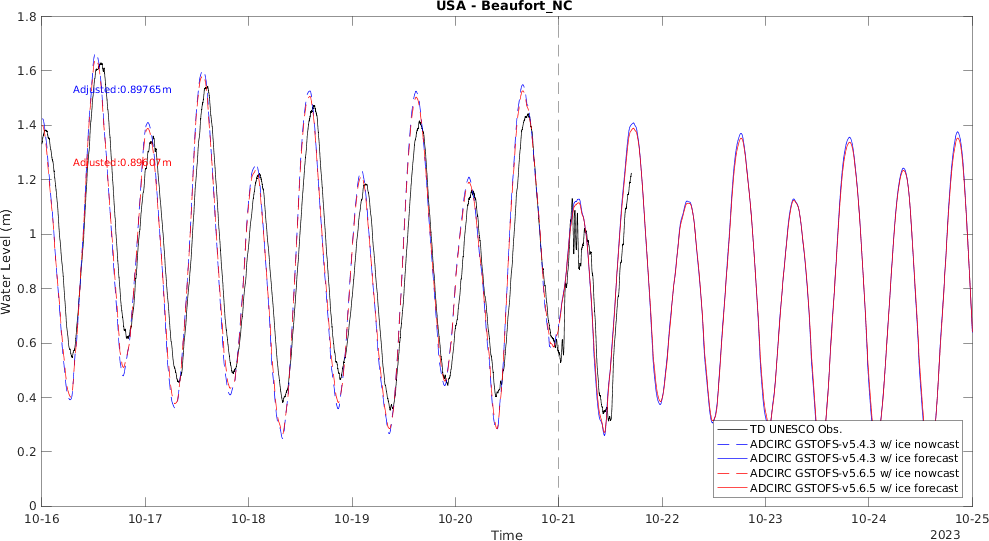 USA - Beaufort_NC
1.8
1.6
1.4
1.2
1
0.8
0.6
0.4
0.2
0
Water Level (m)
Adjusted:0.89765m
Adjusted:0.89607m
TD UNESCO Obs.
ADCIRC GSTOFS-v5.4.3 w/ ice nowcast
ADCIRC GSTOFS-v5.4.3 w/ ice forecast
ADCIRC GSTOFS-v5.6.5 w/ ice nowcast
ADCIRC GSTOFS-v5.6.5 w/ ice forecast
10-16 10-17 10-18 10-19 10-20 10-21 10-22 10-23 10-24 10-25
Time
2023